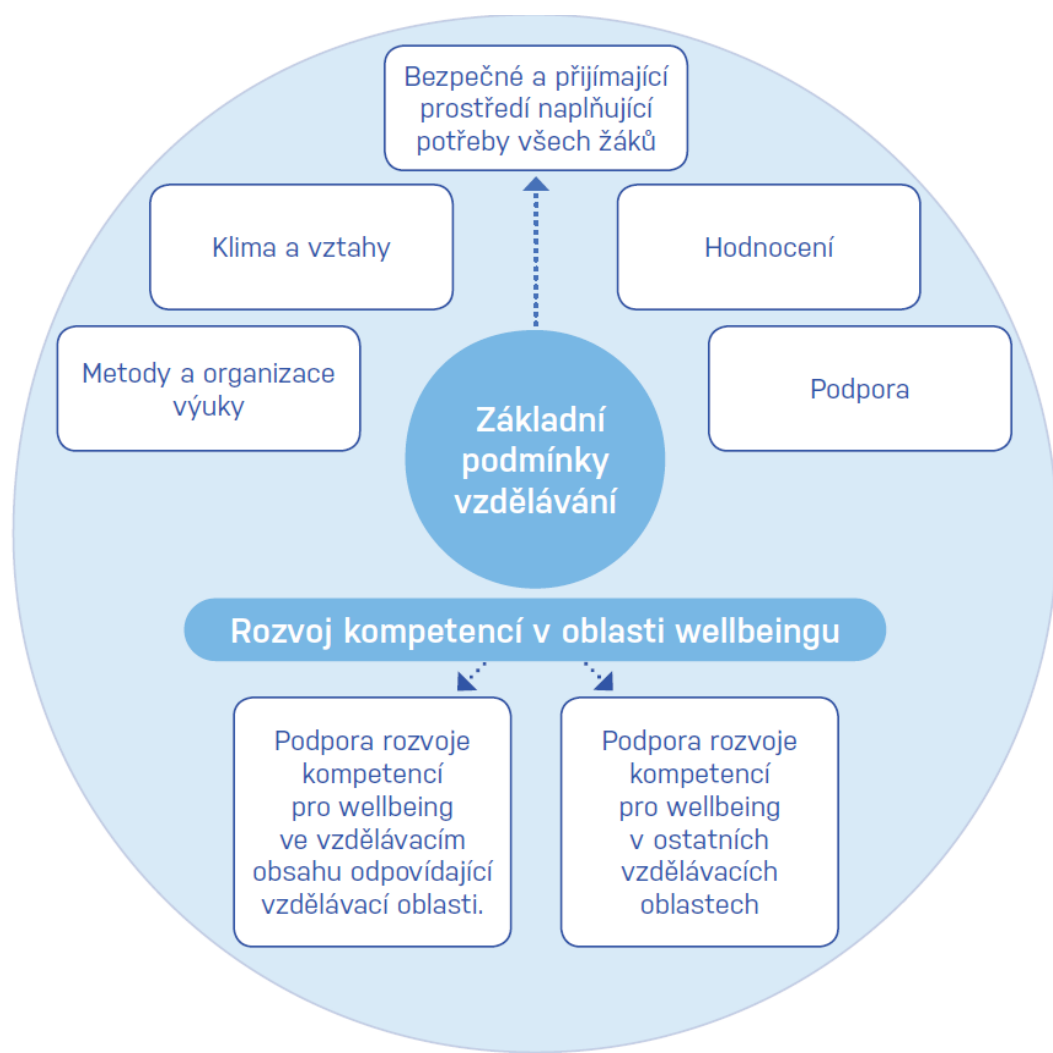 Bezpečné a přijímající
prostředí naplňující
potřeby všech žáků
Klima a vztahy
Hodnocení
Metody a organizace
výuky
Podpora
Základní
podmínky
vzdělávání
Rozvoj kompetencí v oblasti wellbeingu
Podpora rozvoje
kompetencí
pro wellbeing
ve vzdělávacím
obsahu odpovídající
vzdělávací oblasti.
Podpora rozvoje
kompetencí
pro wellbeing
v ostatních
vzdělávacích
oblastech